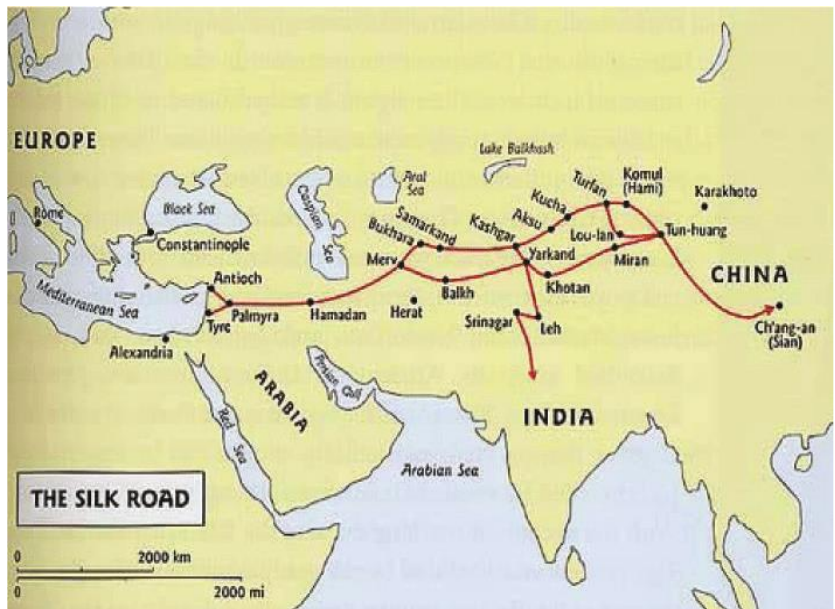 EUROPE
Rome
Black Sea
Constantinople
Mediterranean Sea
Antioch
Tyre
Palmyra
Alexandria
Caspian
Sea
Aral
Sea
Lake Balkhash
Hamadan
Merv
Bukhara
Samarkand
Herat
Balkh
Kashgar
Yarkand
Aksu
Kucha
Turfan
Komul
(Hami)
Karakhoto
Lou-lan
Tun-huang
Miran
Khotan
Srinagar
Leh
CHINA
Ch'ang-an
(Sian)
ARABIA
Persian Gulf
Red
Sea
Arabian Sea
INDIA
THE SILK ROAD
0
2000 km
0
2000 mi